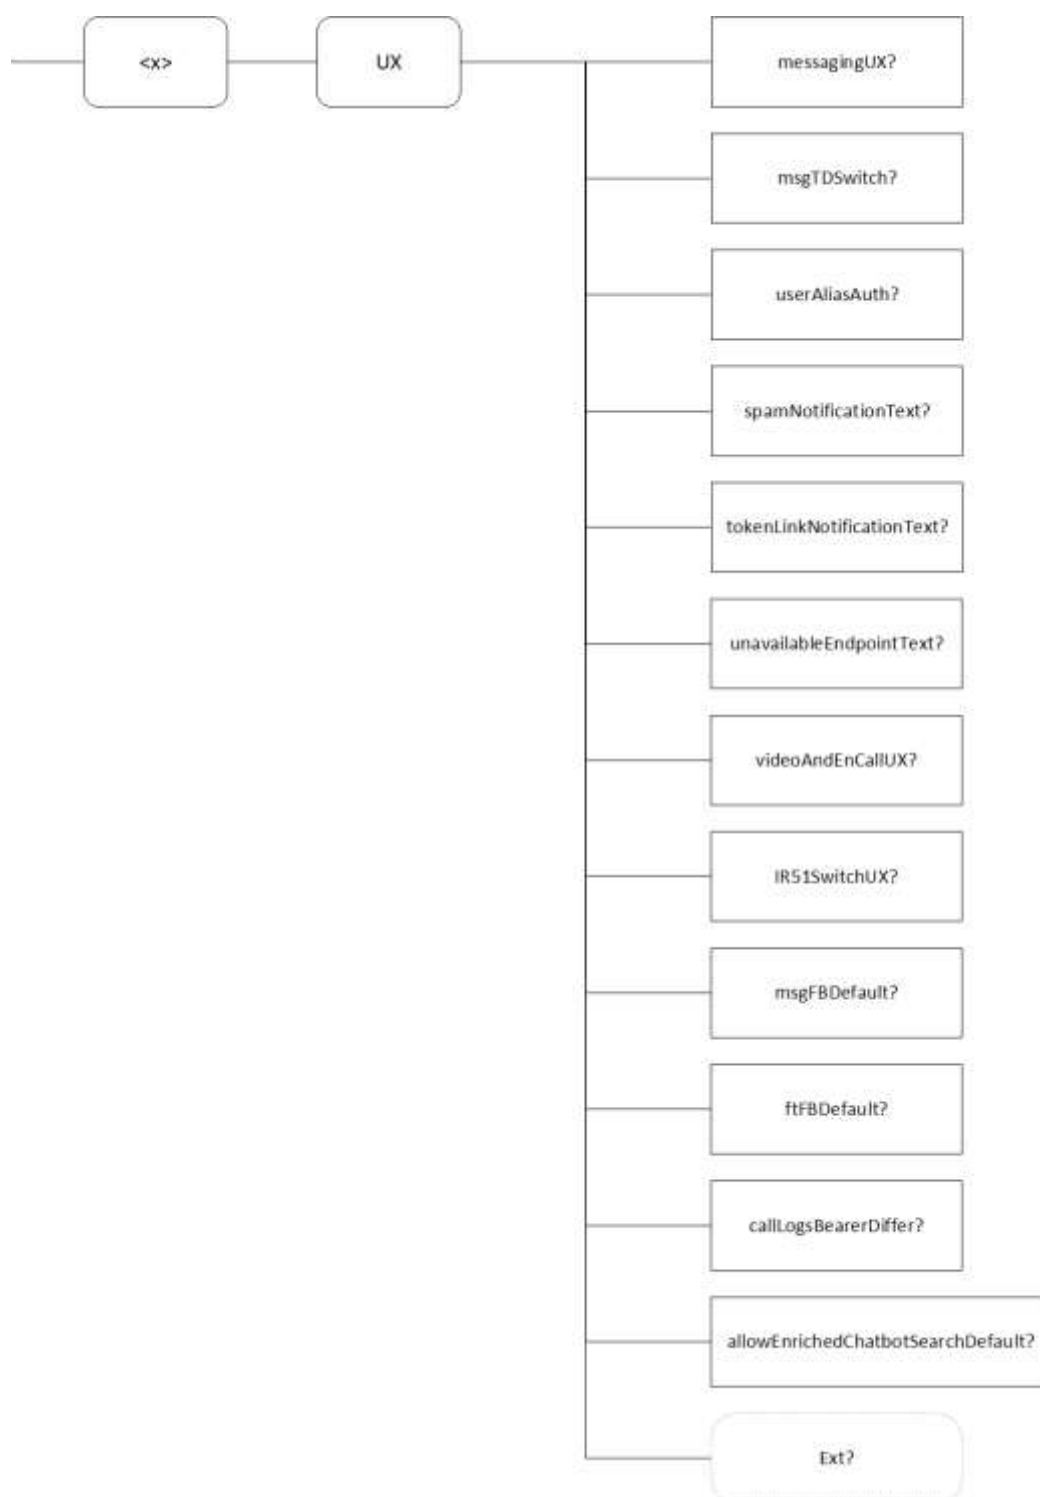 <x>
UX
messagingUX?
msgTDSwitch?
userAliasAuth?
spamNotificationText?
tokenLinkNotificationText?
unavailableEndpointText?
videoAndEnCallUX?
IR51SwitchUX?
msgFBDefault?
ftFBDefault?
callLogsBearerDiffer?
allowEnrichedChatbotSearchDefault?
Ext?